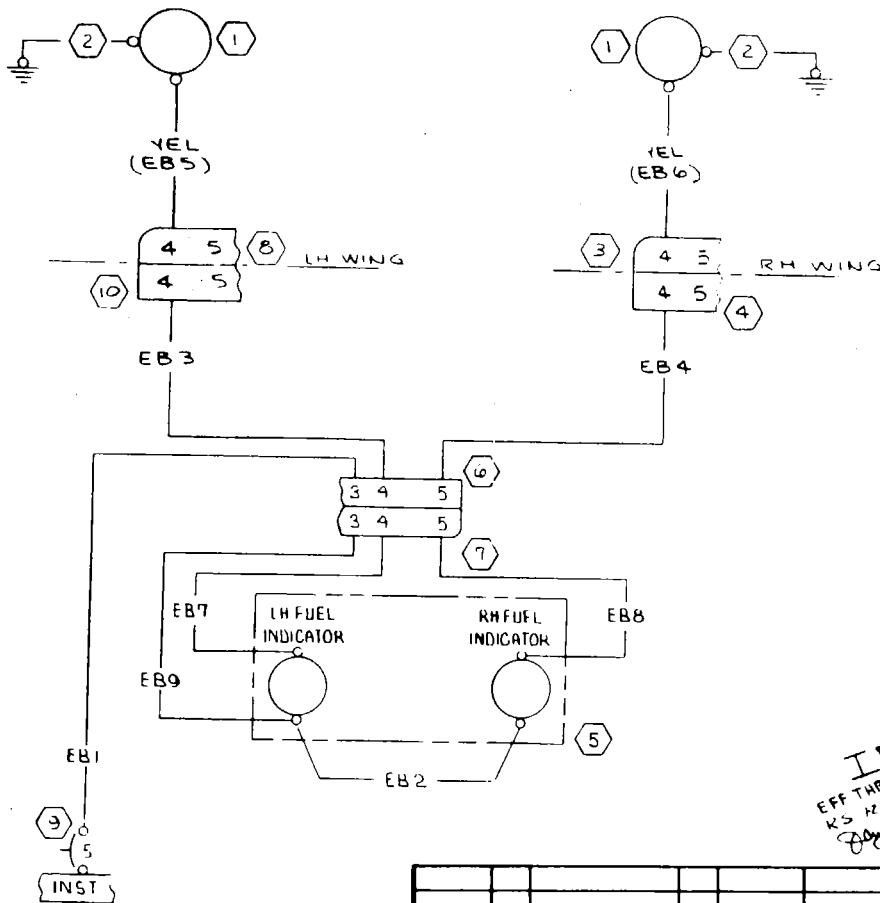 2
1
1
2
YEL
(EB5)
YEL
(EB6)
4 5
8
LH WING
10
4 5
3
4 5
RH WING
4 5
4
EB3
EB4
6
3 4 5
3 4 5
7
EB7
LH FUEL
INDICATOR
RH FUEL
INDICATOR
EB8
EB9
5
EB1
EB2
9
5
INST
EFF